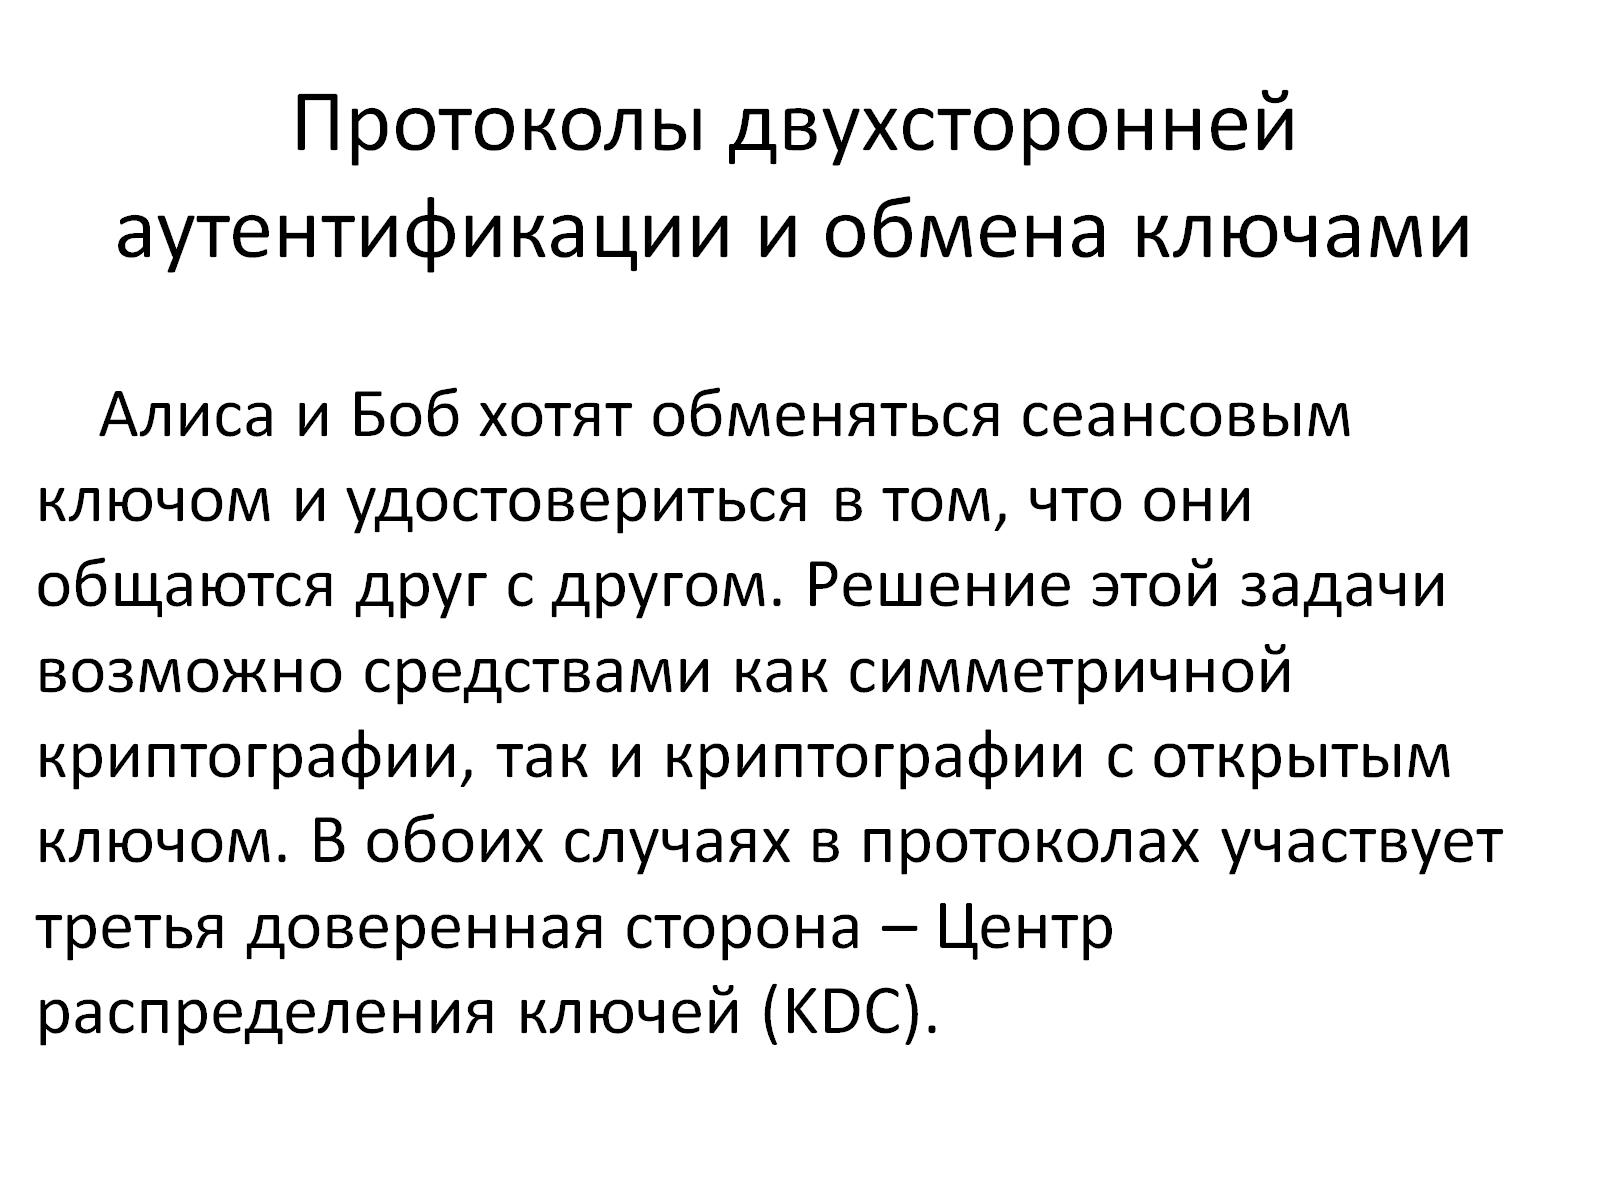 Протоколы двухсторонней
аутентификации и обмена ключами
Алиса и Боб хотят обменяться сеансовым
ключом и удостовериться в том, что они
общаются друг с другом. Решение этой задачи
возможно средствами как симметричной
криптографии, так и криптографии с открытым
ключом. В обоих случаях в протоколах участвует
третья доверенная сторона – Центр
распределения ключей (KDC).